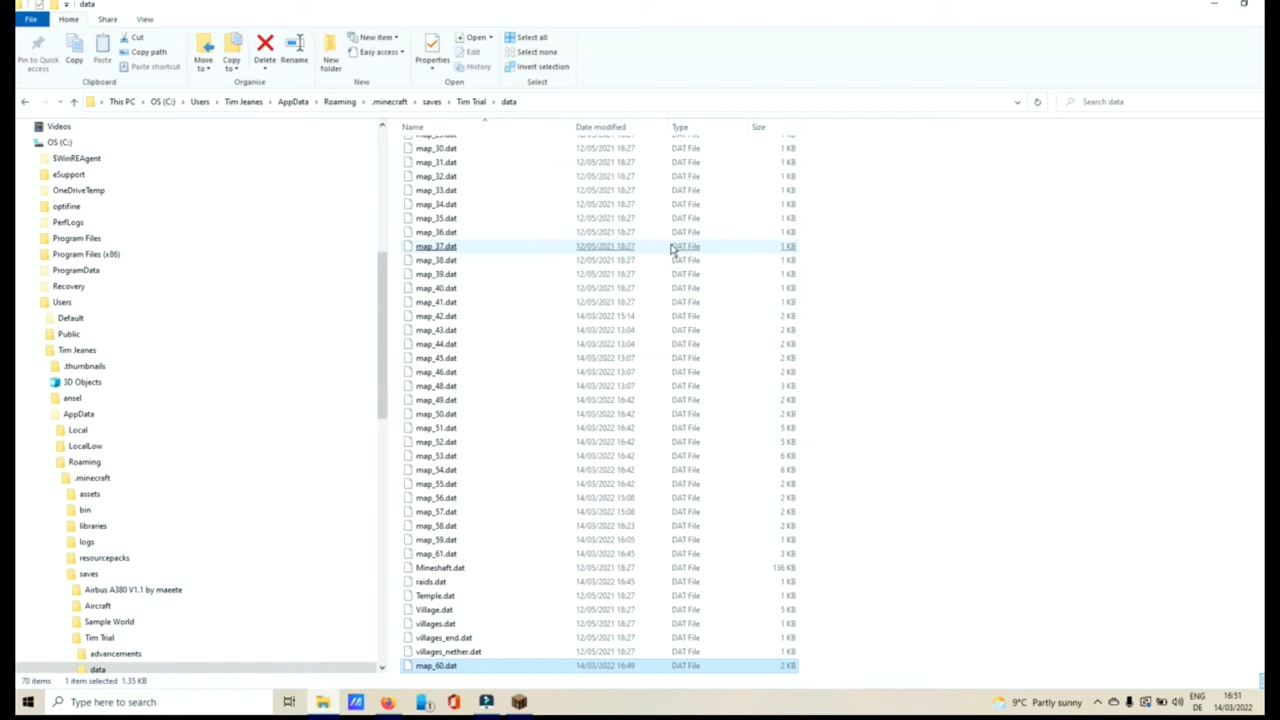 data
File Home Share View
Pin to Quick access
Copy
Paste
Cut
Copy path
Paste shortcut
Clipboard
Move to
Copy to
Delete
Rename
Organise
New folder
New item
Easy access
New
Properties
Open
Edit
History
Open
Select all
Select none
Invert selection
Select
This PC OS (C:) Users Tim Jeanes AppData Roaming .minecraft saves Tim Trial data
Search data
Videos
OS (C:)
$WinREAgent
eSupport
OneDriveTemp
optifine
PerfLogs
Program Files
Program Files (x86)
ProgramData
Recovery
Users
Default
Public
Tim Jeanes
.thumbnails
3D Objects
ansel
AppData
Local
LocalLow
Roaming
.minecraft
assets
bin
libraries
logs
resourcepacks
saves
Airbus A380 V1.1 by maeete
Aircraft
Sample World
Tim Trial
advancements
data
Name Date modified Type Size
map_30.dat 12/05/2021 18:27 DAT File 1 KB
map_31.dat 12/05/2021 18:27 DAT File 1 KB
map_32.dat 12/05/2021 18:27 DAT File 1 KB
map_33.dat 12/05/2021 18:27 DAT File 1 KB
map_34.dat 12/05/2021 18:27 DAT File 1 KB
map_35.dat 12/05/2021 18:27 DAT File 1 KB
map_36.dat 12/05/2021 18:27 DAT File 1 KB
map_37.dat 12/05/2021 18:27 DAT File 1 KB
map_38.dat 12/05/2021 18:27 DAT File 1 KB
map_39.dat 12/05/2021 18:27 DAT File 1 KB
map_40.dat 12/05/2021 18:27 DAT File 1 KB
map_41.dat 12/05/2021 18:27 DAT File 1 KB
map_42.dat 14/03/2022 15:14 DAT File 2 KB
map_43.dat 14/03/2022 13:04 DAT File 2 KB
map_44.dat 14/03/2022 13:04 DAT File 2 KB
map_45.dat 14/03/2022 13:07 DAT File 2 KB
map_46.dat 14/03/2022 13:07 DAT File 2 KB
map_48.dat 14/03/2022 13:07 DAT File 3 KB
map_49.dat 14/03/2022 16:42 DAT File 2 KB
map_50.dat 14/03/2022 16:42 DAT File 2 KB
map_51.dat 14/03/2022 16:42 DAT File 5 KB
map_52.dat 14/03/2022 16:42 DAT File 5 KB
map_53.dat 14/03/2022 16:42 DAT File 6 KB
map_54.dat 14/03/2022 16:42 DAT File 6 KB
map_55.dat 14/03/2022 16:42 DAT File 2 KB
map_56.dat 14/03/2022 15:08 DAT File 2 KB
map_57.dat 14/03/2022 15:08 DAT File 2 KB
map_58.dat 14/03/2022 16:23 DAT File 2 KB
map_59.dat 14/03/2022 16:05 DAT File 1 KB
map_61.dat 14/03/2022 16:45 DAT File 3 KB
Mineshaft.dat 12/05/2021 18:27 DAT File 136 KB
raids.dat 14/03/2022 16:45 DAT File 1 KB
Temple.dat 12/05/2021 18:27 DAT File 1 KB
Village.dat 12/05/2021 18:27 DAT File 5 KB
villages.dat 12/05/2021 18:27 DAT File 1 KB
villages_end.dat 12/05/2021 18:27 DAT File 1 KB
villages_nether.dat 12/05/2021 18:27 DAT File 1 KB
map_60.dat 14/03/2022 16:49 DAT File 2 KB
70 items 1 item selected 1.35 KB
Type here to search
9°C Partly sunny
ENG
DE
16:51
14/03/2022